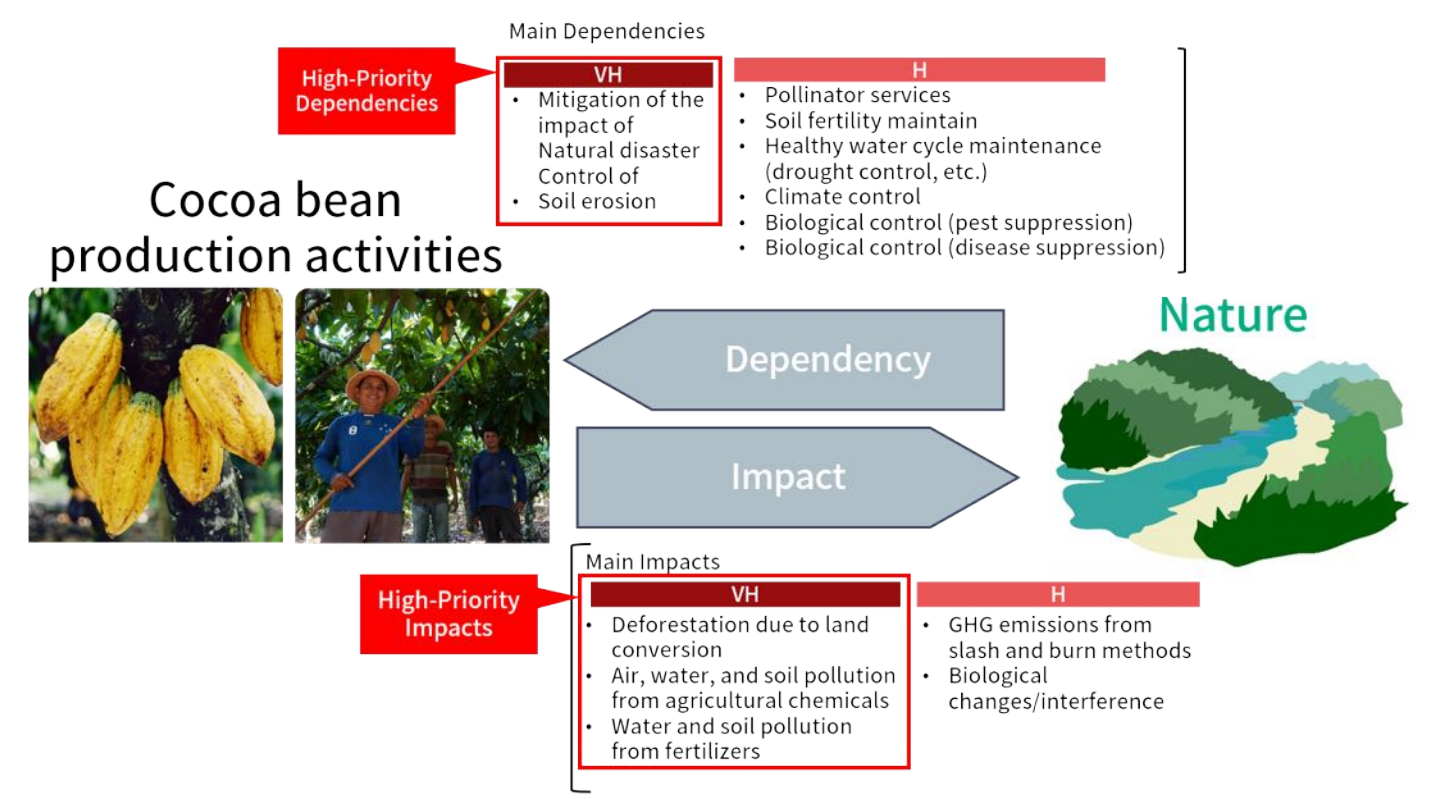 Main Dependencies
High-Priority
Dependencies
VH
• Mitigation of the
impact of
Natural disaster
Control of
• Soil erosion
H
• Pollinator services
• Soil fertility maintain
• Healthy water cycle maintenance
(drought control, etc.)
• Climate control
• Biological control (pest suppression)
• Biological control (disease suppression)
Cocoa bean
production activities
Nature
Dependency
Impact
Main Impacts
High-Priority
Impacts
VH
• Deforestation due to land
conversion
• Air, water, and soil pollution
from agricultural chemicals
• Water and soil pollution
from fertilizers
H
• GHG emissions from
slash and burn methods
• Biological
changes/interference